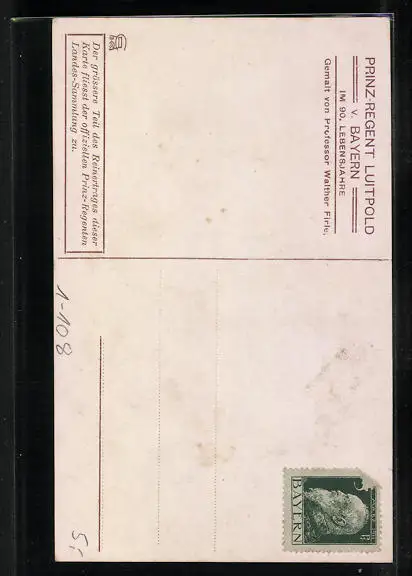 PRINZ-REGENT LUITPOLD
v. BAYERN
IM 90. LEBENSJAHRE
Gemalt von Professor Walther Firle.
Der grössere Teil des Reinertrages dieser
Karte fliesst der offiziellen Prinz-Regenten
Landes-Sammlung zu.
1-108
5,-
BAYERN